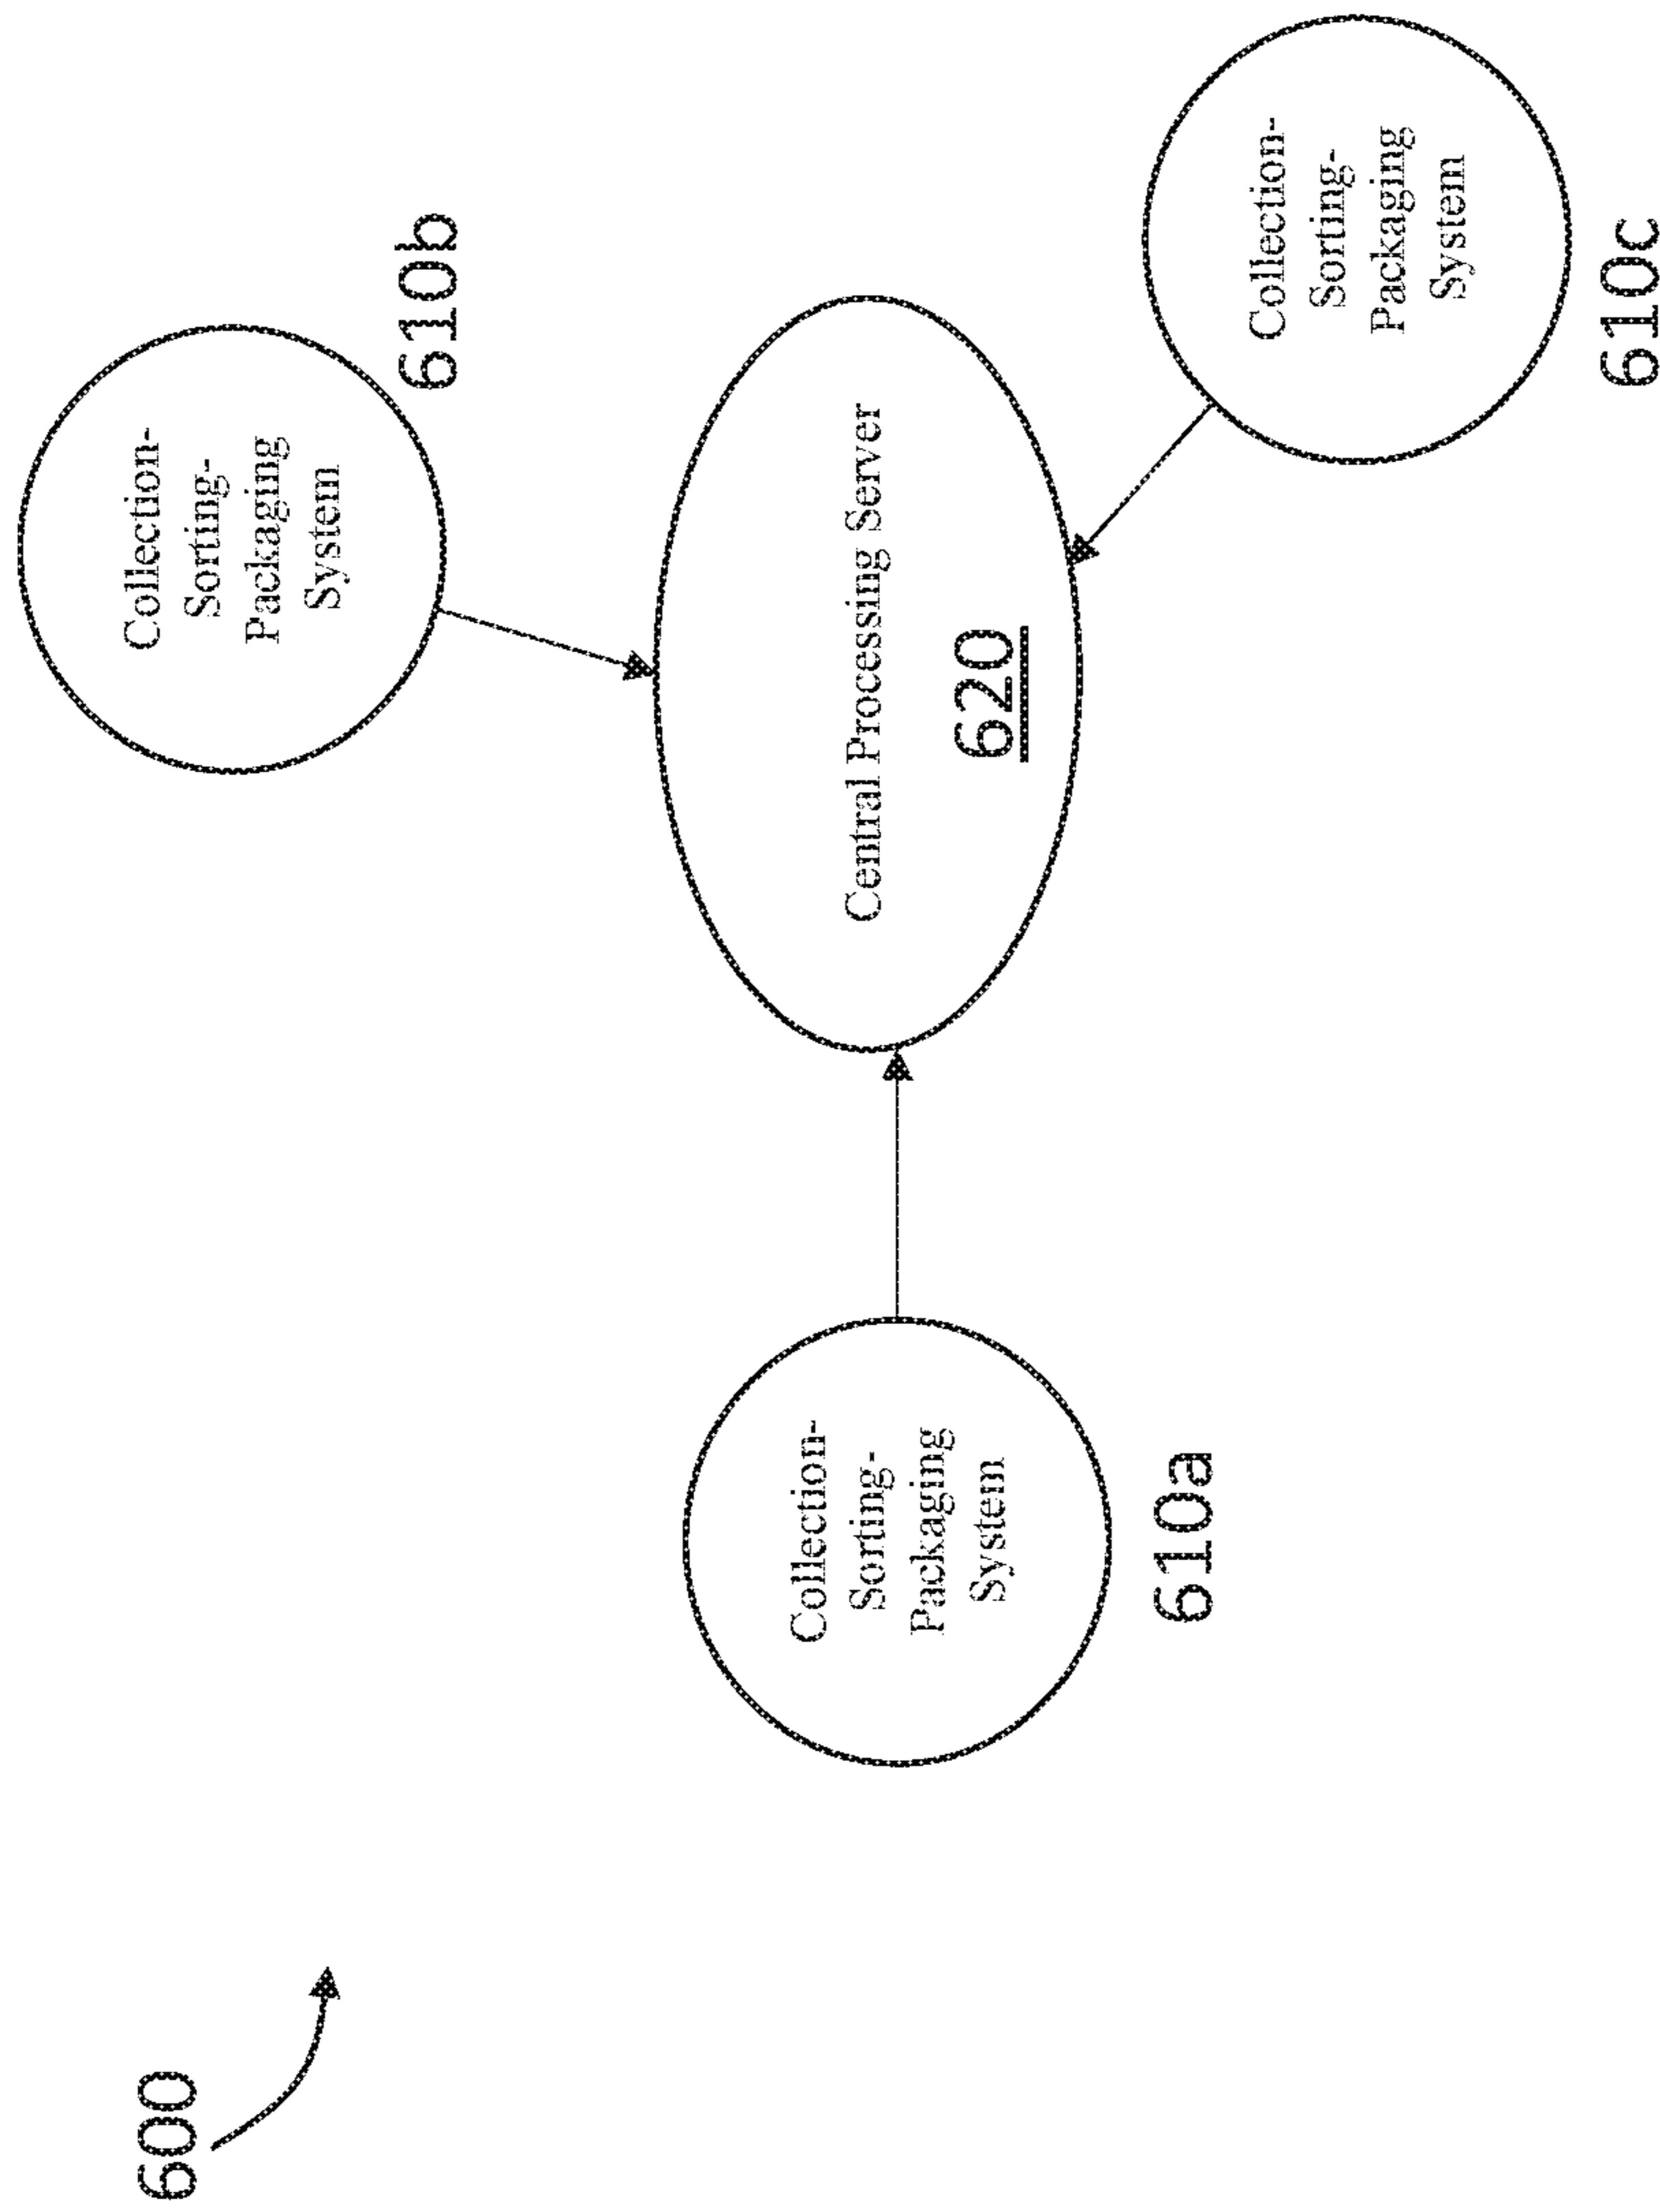 600
Collection-
Sorting-
Packaging
System
610b
Collection-
Sorting-
Packaging
System
610a
Central Processing Server
620
Collection-
Sorting-
Packaging
System
610c